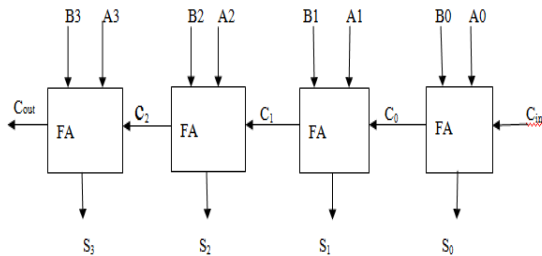 B3 A3 B2 A2 B1 A1 B0 A0
Cout C2 C1 C0 Cin
FA FA FA FA
S3 S2 S1 S0